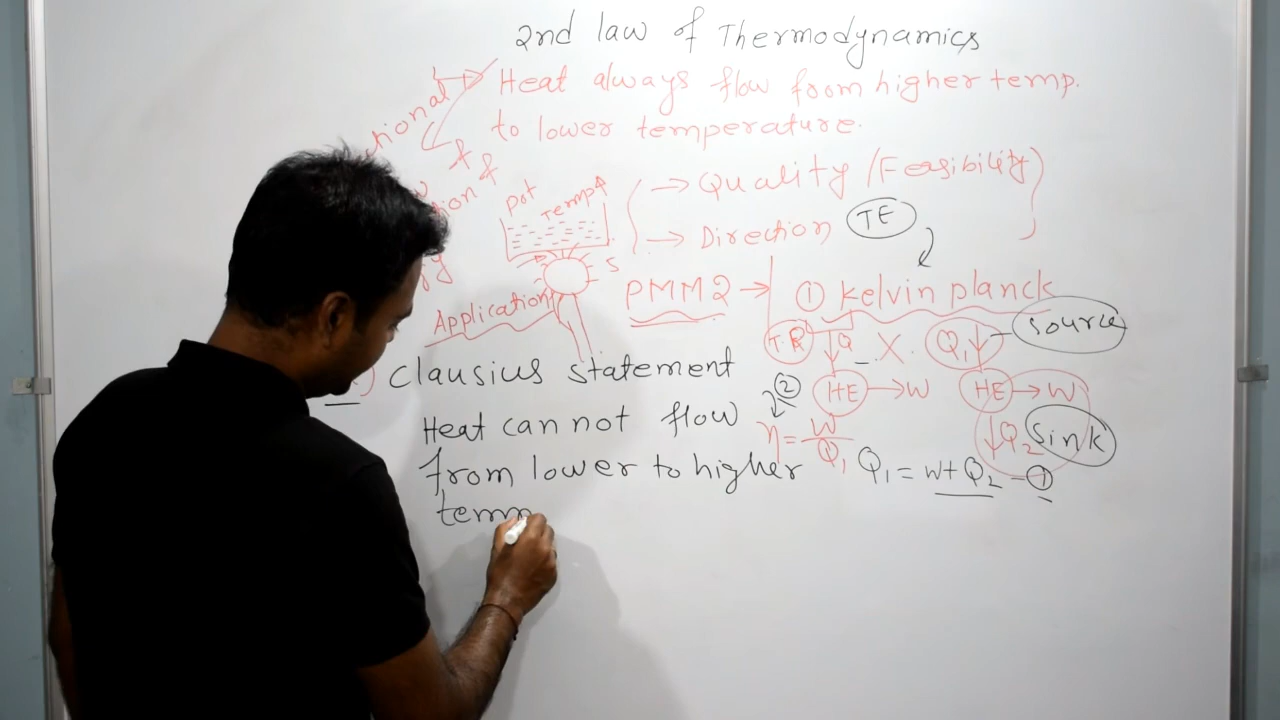 2nd law of Thermodynamics
Heat always flow from higher temp.
to lower temperature.
& &
Pot
Temp
→ Quality / (Feasibility)
→ Direction
TE
S
Application
PMM2 →
① Kelvin planck
Source
Q
X
Q₁
HE → W
HE → W
Q₂
Sink
②
η = W/Q₁
Q₁ = W + Q₂ - ①
Clausius statement
Heat can not flow
from lower to higher